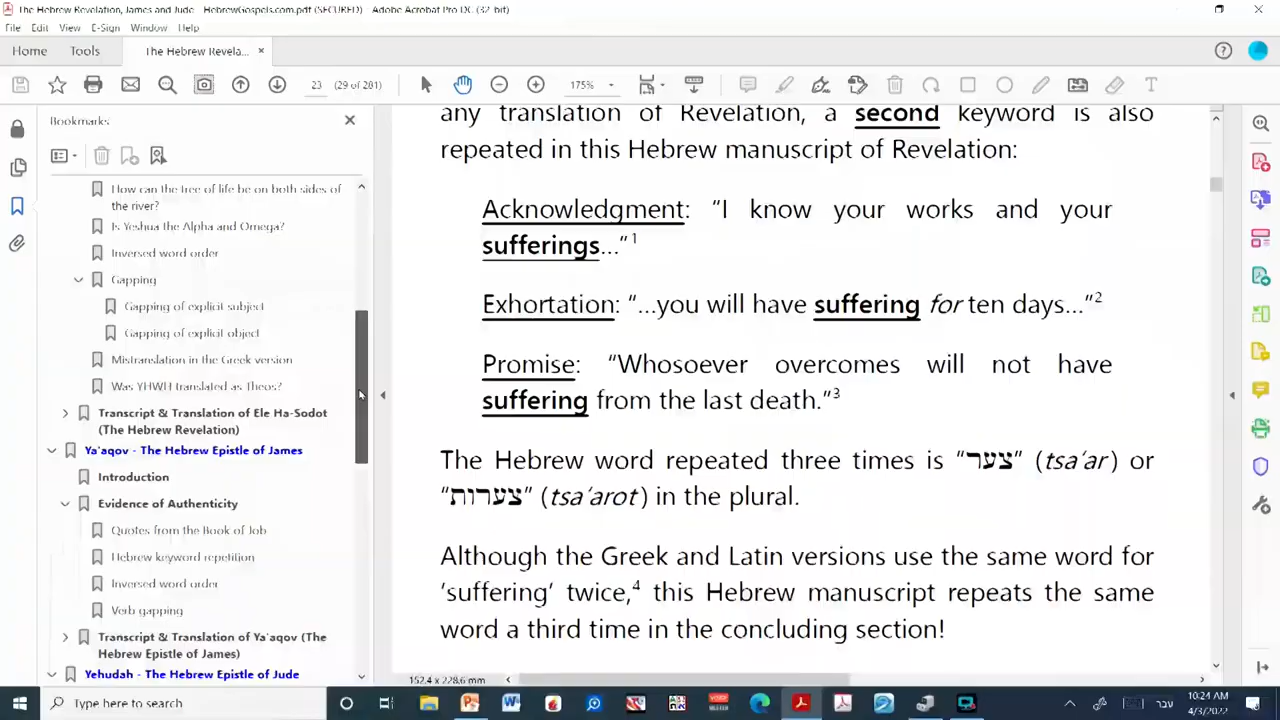 The Hebrew Revelation, James and Jude - HebrewGospels.com.pdf (SECURED) - Adobe Acrobat Pro DC (32-bit)
File Edit View E-Sign Window Help
Home Tools The Hebrew Revela... ×
23 (29 of 281) 175%
Bookmarks
How can the tree of life be on both sides of
the river?
Is Yeshua the Alpha and Omega?
Inversed word order
Gapping
Gapping of explicit subject
Gapping of explicit object
Mistranslation in the Greek version
Was YHWH translated as Theos?
Transcript & Translation of Ele Ha-Sodot
(The Hebrew Revelation)
Ya'aqov - The Hebrew Epistle of James
Introduction
Evidence of Authenticity
Quotes from the Book of Job
Hebrew keyword repetition
Inversed word order
Verb gapping
Transcript & Translation of Ya'aqov (The
Hebrew Epistle of James)
Yehudah - The Hebrew Epistle of Jude
any translation of Revelation, a second keyword is also
repeated in this Hebrew manuscript of Revelation:
Acknowledgment: “I know your works and your
sufferings...”1
Exhortation: “...you will have suffering for ten days...”2
Promise: “Whosoever overcomes will not have
suffering from the last death.”3
The Hebrew word repeated three times is “צער” (tsa’ar) or
“צערות” (tsa’arot) in the plural.
Although the Greek and Latin versions use the same word for
‘suffering’ twice,4 this Hebrew manuscript repeats the same
word a third time in the concluding section!
152.4 x 228.6 mm
Type here to search
עבר
10:24 AM
4/3/2022